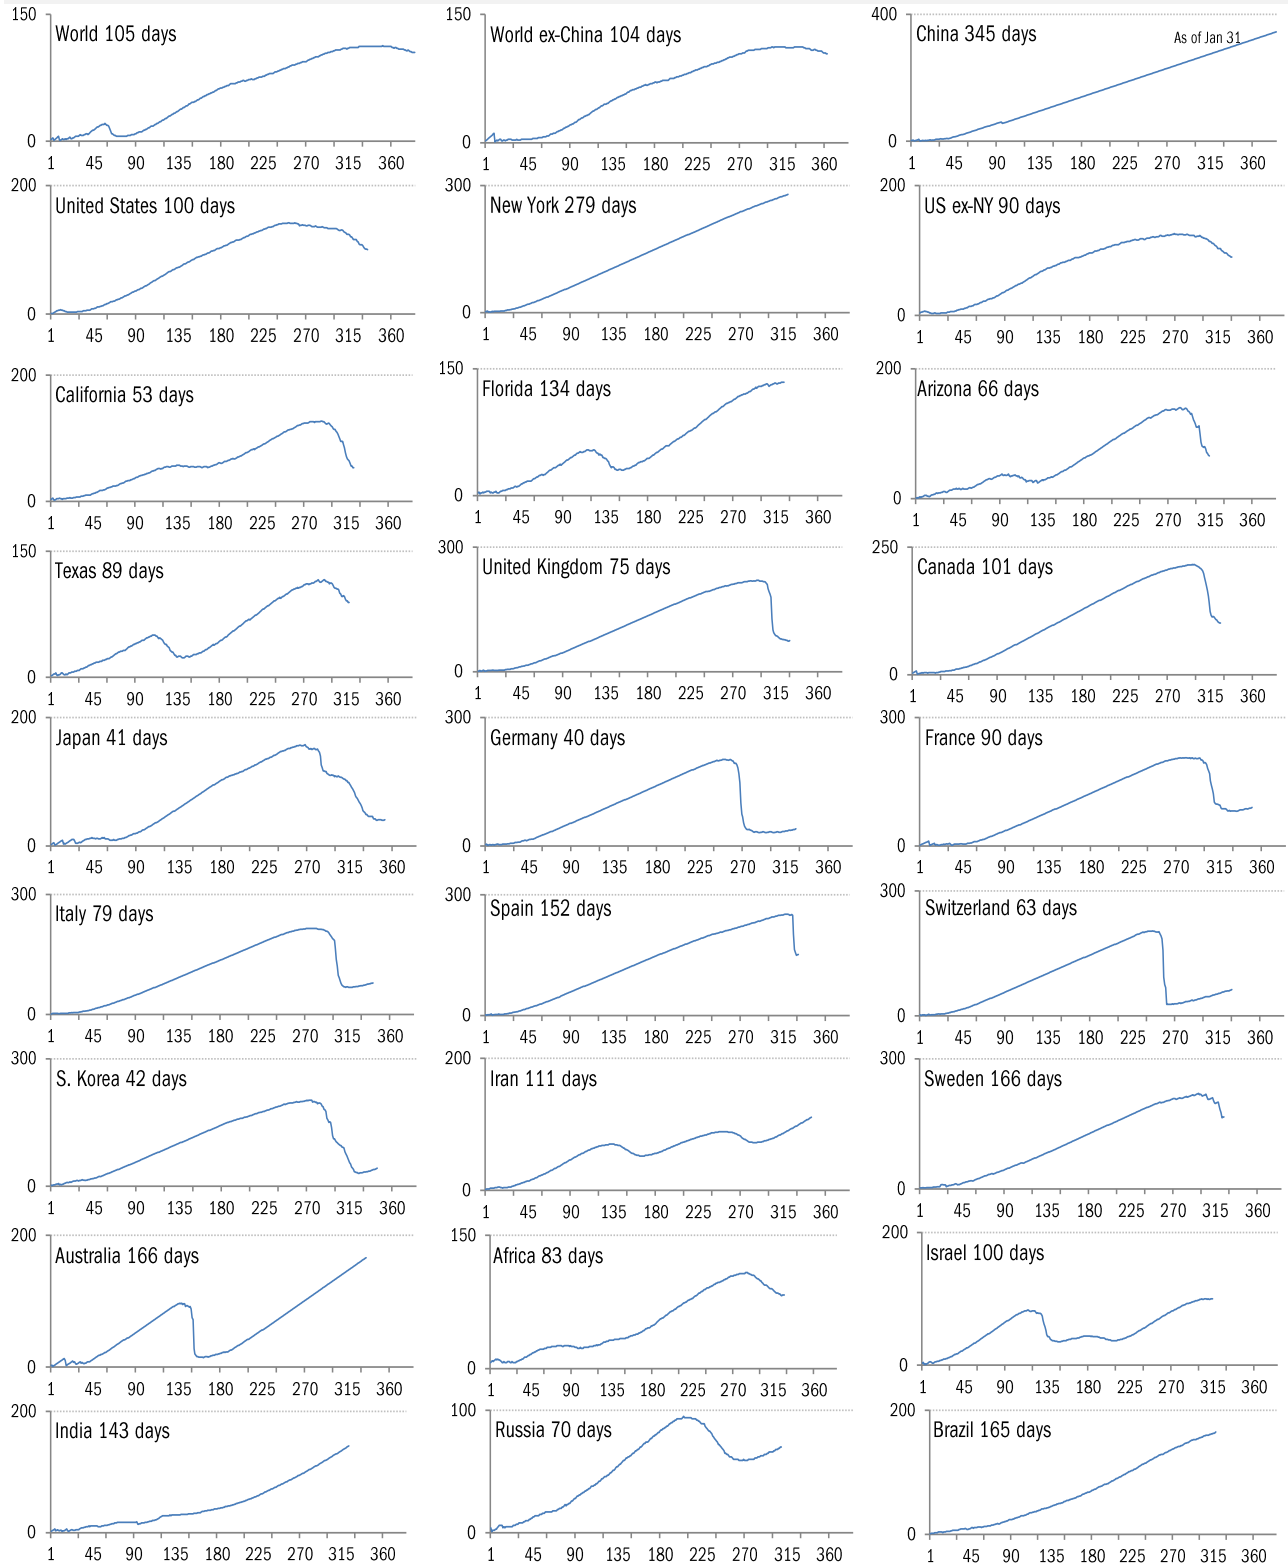 World 105 days
150
0
1 45 90 135 180 225 270 315 360
World ex-China 104 days
150
0
1 45 90 135 180 225 270 315 360
China 345 days
As of Jan 31
400
0
1 45 90 135 180 225 270 315 360
United States 100 days
200
0
1 45 90 135 180 225 270 315 360
New York 279 days
300
0
1 45 90 135 180 225 270 315 360
US ex-NY 90 days
200
0
1 45 90 135 180 225 270 315 360
California 53 days
200
0
1 45 90 135 180 225 270 315 360
Florida 134 days
150
0
1 45 90 135 180 225 270 315 360
Arizona 66 days
200
0
1 45 90 135 180 225 270 315 360
Texas 89 days
150
0
1 45 90 135 180 225 270 315 360
United Kingdom 75 days
300
0
1 45 90 135 180 225 270 315 360
Canada 101 days
250
0
1 45 90 135 180 225 270 315 360
Japan 41 days
200
0
1 45 90 135 180 225 270 315 360
Germany 40 days
300
0
1 45 90 135 180 225 270 315 360
France 90 days
300
0
1 45 90 135 180 225 270 315 360
Italy 79 days
300
0
1 45 90 135 180 225 270 315 360
Spain 152 days
300
0
1 45 90 135 180 225 270 315 360
Switzerland 63 days
300
0
1 45 90 135 180 225 270 315 360
S. Korea 42 days
300
0
1 45 90 135 180 225 270 315 360
Iran 111 days
200
0
1 45 90 135 180 225 270 315 360
Sweden 166 days
300
0
1 45 90 135 180 225 270 315 360
Australia 166 days
200
0
1 45 90 135 180 225 270 315 360
Africa 83 days
150
0
1 45 90 135 180 225 270 315 360
Israel 100 days
200
0
1 45 90 135 180 225 270 315 360
India 143 days
200
0
1 45 90 135 180 225 270 315 360
Russia 70 days
100
0
1 45 90 135 180 225 270 315 360
Brazil 165 days
200
0
1 45 90 135 180 225 270 315 360